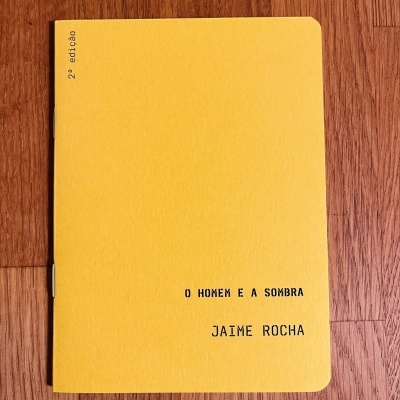 2ª edição
O HOMEM E A SOMBRA
JAIME ROCHA